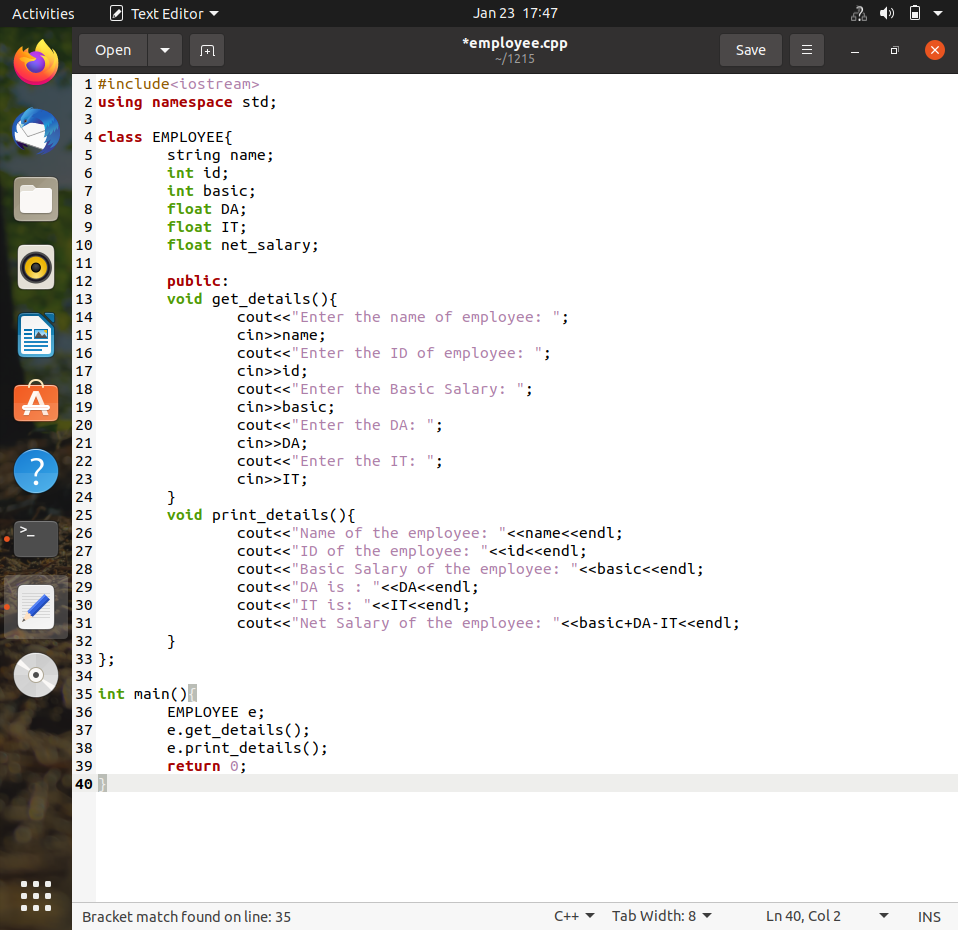 Activities Text Editor Jan 23 17:47
Open *employee.cpp Save
~/1215
1 #include<iostream>
2 using namespace std;
3
4 class EMPLOYEE{
5 string name;
6 int id;
7 int basic;
8 float DA;
9 float IT;
10 float net_salary;
11
12 public:
13 void get_details(){
14 cout<<"Enter the name of employee: ";
15 cin>>name;
16 cout<<"Enter the ID of employee: ";
17 cin>>id;
18 cout<<"Enter the Basic Salary: ";
19 cin>>basic;
20 cout<<"Enter the DA: ";
21 cin>>DA;
22 cout<<"Enter the IT: ";
23 cin>>IT;
24 }
25 void print_details(){
26 cout<<"Name of the employee: "<<name<<endl;
27 cout<<"ID of the employee: "<<id<<endl;
28 cout<<"Basic Salary of the employee: "<<basic<<endl;
29 cout<<"DA is : "<<DA<<endl;
30 cout<<"IT is: "<<IT<<endl;
31 cout<<"Net Salary of the employee: "<<basic+DA-IT<<endl;
32 }
33 };
34
35 int main(){
36 EMPLOYEE e;
37 e.get_details();
38 e.print_details();
39 return 0;
40 }
Bracket match found on line: 35 C++ Tab Width: 8 Ln 40, Col 2 INS